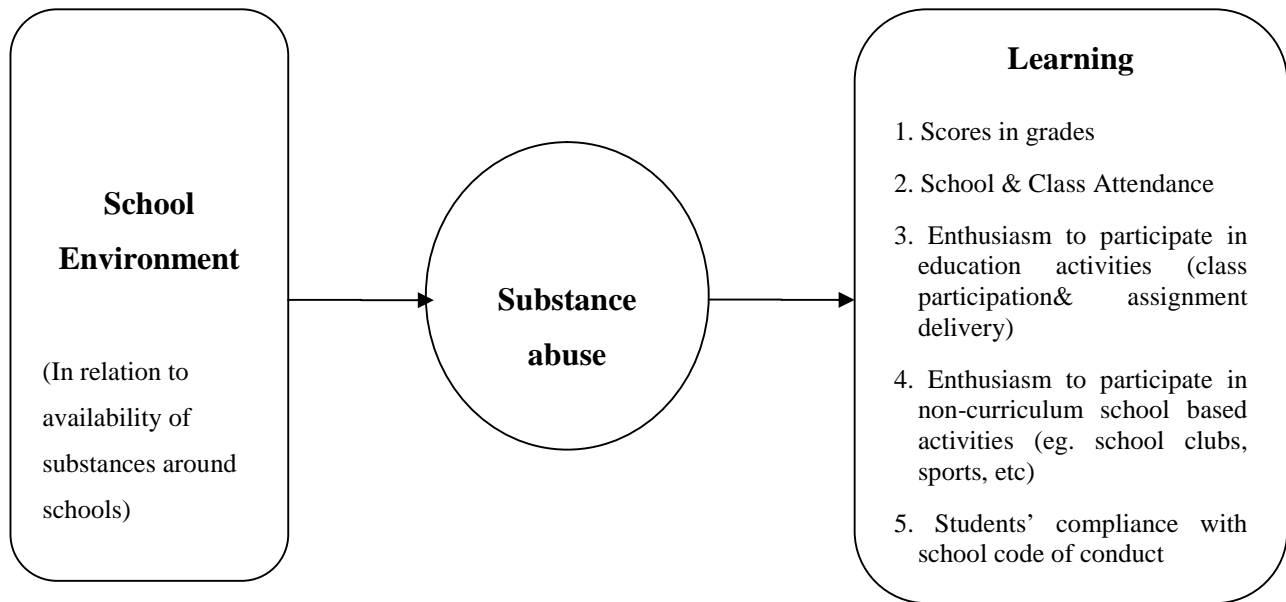 School
Environment
(In relation to
availability of
substances around
schools)
Substance
abuse
Learning
1. Scores in grades
2. School & Class Attendance
3. Enthusiasm to participate in
education activities (class
participation& assignment
delivery)
4. Enthusiasm to participate in
non-curriculum school based
activities (eg. school clubs,
sports, etc)
5. Students’ compliance with
school code of conduct